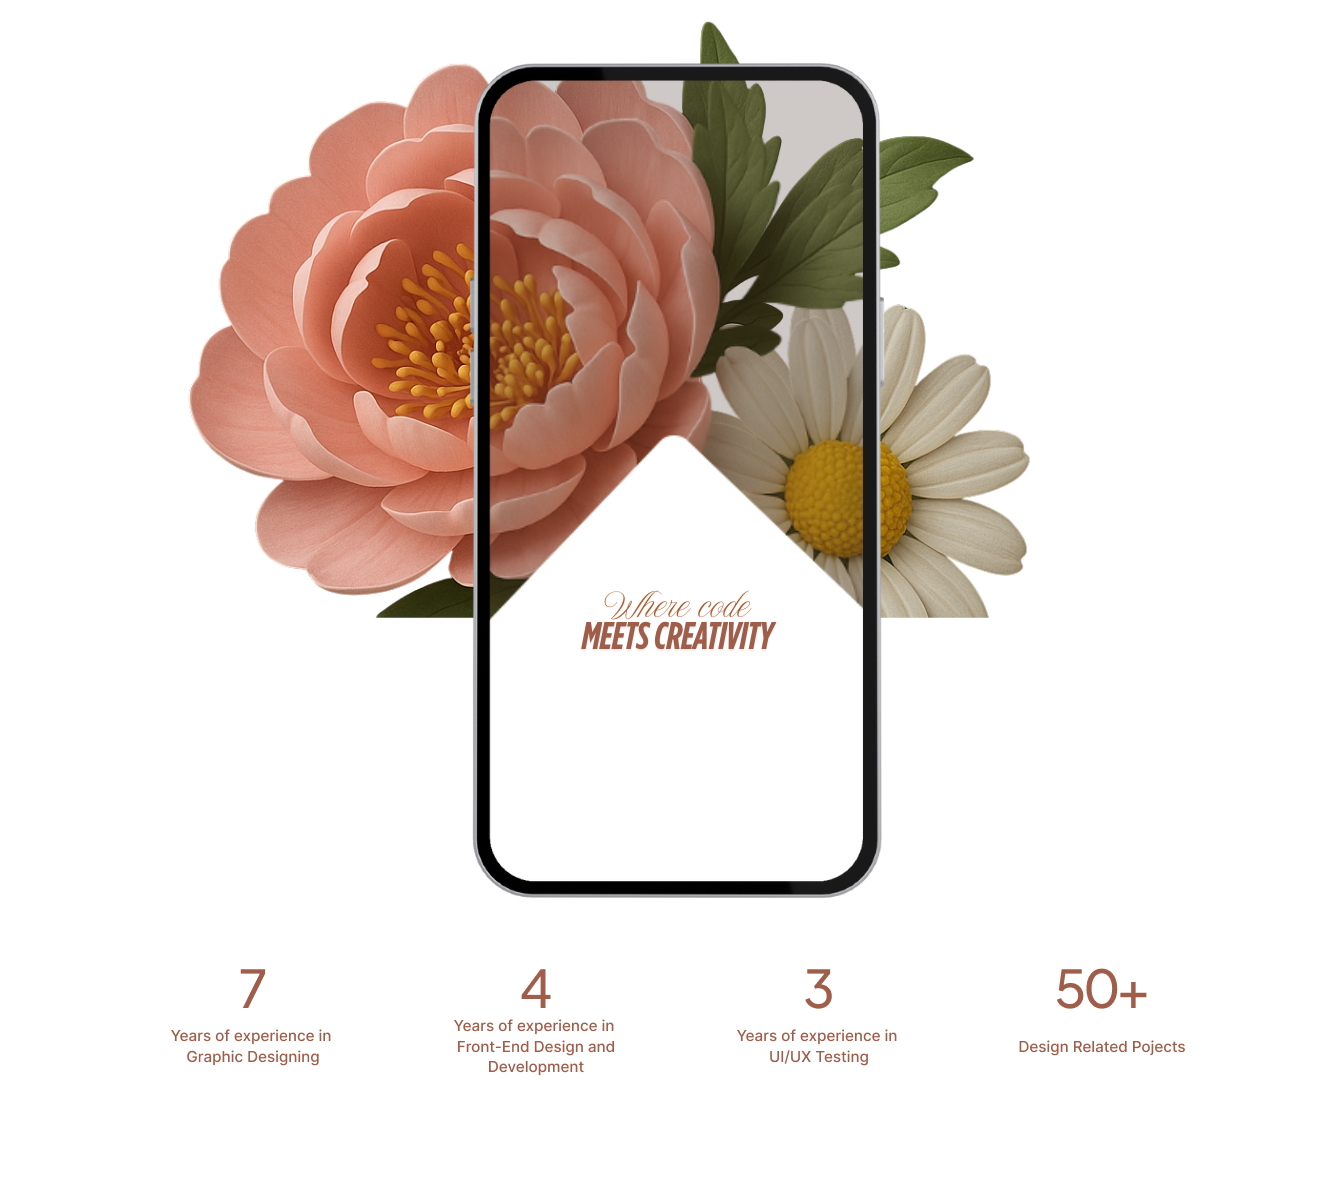 Where code
MEETS CREATIVITY
7
Years of experience in
Graphic Designing
4
Years of experience in
Front-End Design and
Development
3
Years of experience in
UI/UX Testing
50+
Design Related Pojects